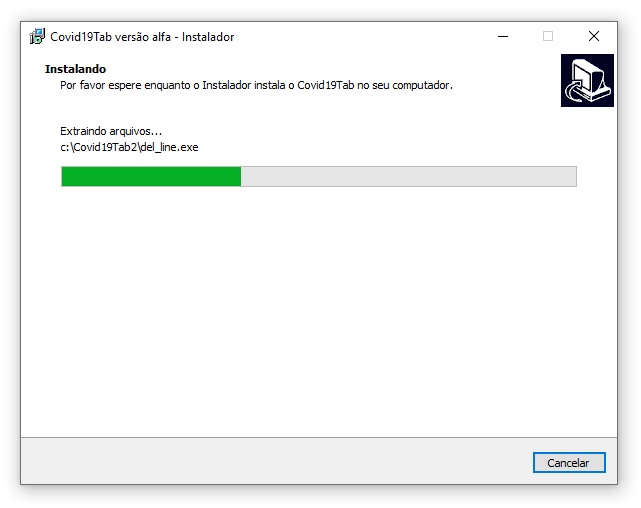 Covid19Tab versão alfa - Instalador
Instalando
Por favor espere enquanto o Instalador instala o Covid19Tab no seu computador.
Extraindo arquivos...
c:\Covid19Tab2\del_line.exe
Cancelar